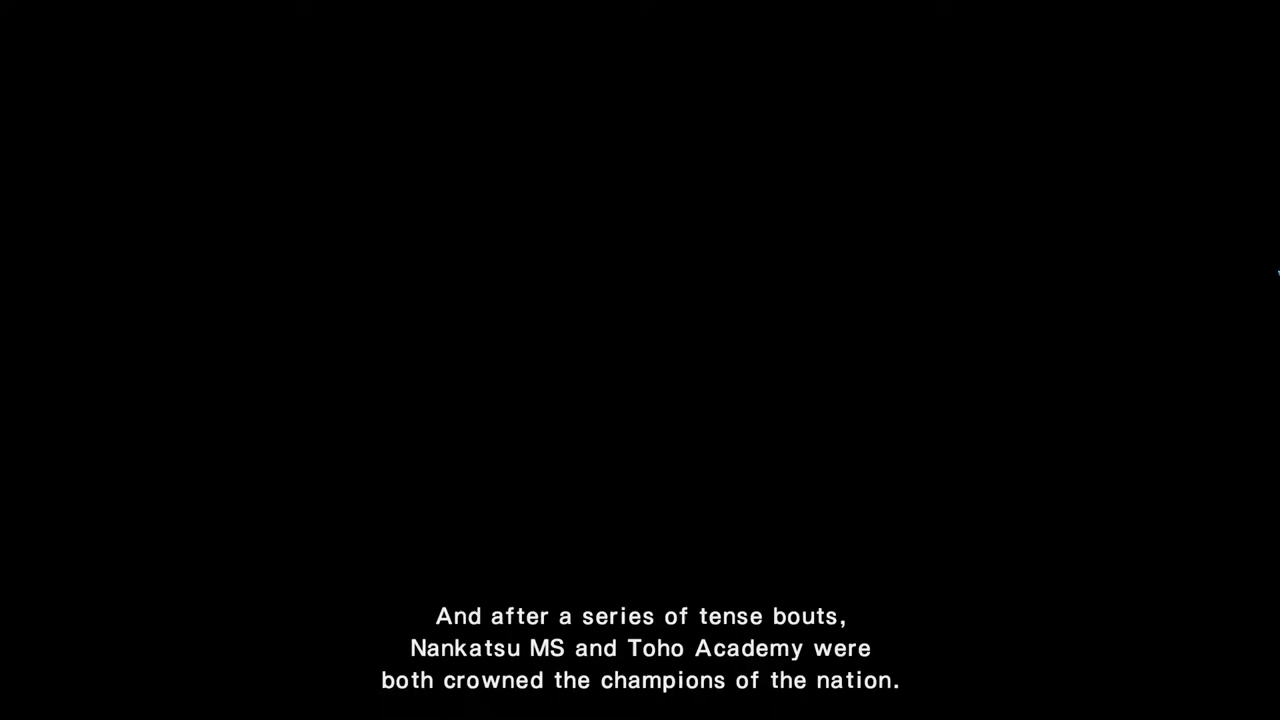 And after a series of tense bouts,
Nankatsu MS and Toho Academy were
both crowned the champions of the nation.